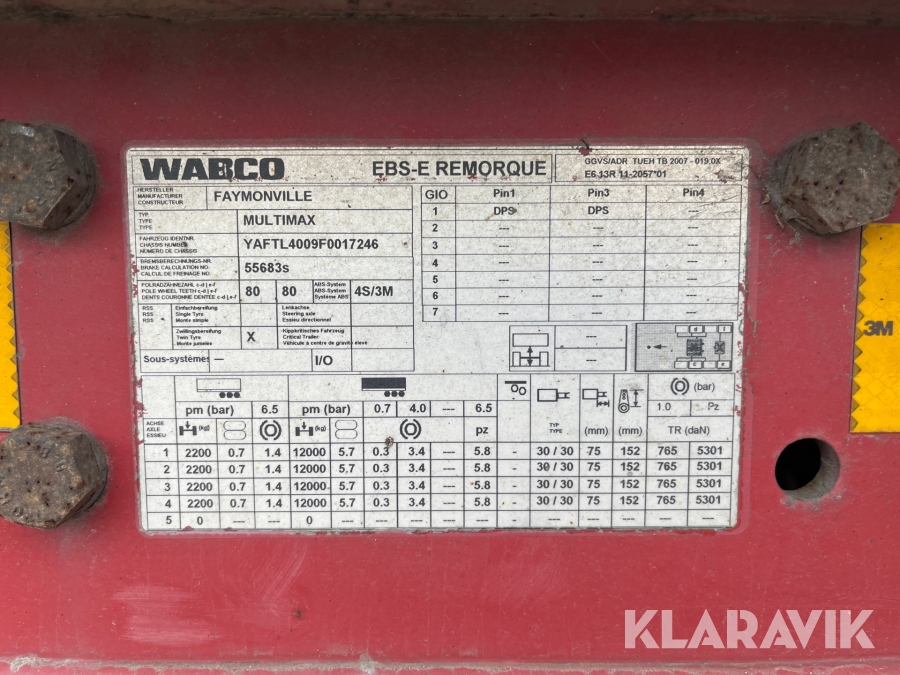 WABCO EBS-E REMORQUE GGVS/ADR TUEH TB 2007 - 019.0X
E6 13R 11-2057*01
HERSTELLER
MANUFACTURER
CONSTRUCTEUR
FAYMONVILLE
TYP
TYPE
TYPE
MULTIMAX
FAHRZEUG IDENTNR.
CHASSIS NUMBER
NUMERO DE CHASSIS
YAFTL4009F0017246
BREMSBERECHNUNGS-NR.
BRAKE CALCULATION NO.
CALCUL DE FREINAGE NO.
55683s
POLRADZÄHNEZAHL c-d | e-f
POLE WHEEL TEETH c-d | e-f
DENTS COURONNE DENTÉE c-d | e-f
80 80
ABS-System
ABS-System
Système ABS
4S/3M
RSS Einfachbereifung
RSS Single Tyre
RSS Monte simple
Lenkachse
Steering axle
Essieu directionnel
Zwillingsbereifung
Twin Tyre
Monte jumelée
X
Kippkritisches Fahrzeug
Critical Trailer
Véhicule à centre de gravité élevé
Sous-systèmes --- I/O
GIO Pin1 Pin3 Pin4
1 DPS DPS ---
2 --- --- ---
3 --- --- ---
4 --- --- ---
5 --- --- ---
6 --- --- ---
7 --- --- ---
---
---
pm (bar) 6.5 pm (bar) 0.7 4.0 --- 6.5 (bar)
1.0 Pz
ACHSE
AXLE
ESSIEU
(kg) (kg) pz
TYP
TYPE
(mm) (mm) TR (daN)
1 2200 0.7 1.4 12000 5.7 0.3 3.4 --- 5.8 - 30 / 30 75 152 765 5301
2 2200 0.7 1.4 12000 5.7 0.3 3.4 --- 5.8 - 30 / 30 75 152 765 5301
3 2200 0.7 1.4 12000 5.7 0.3 3.4 --- 5.8 - 30 / 30 75 152 765 5301
4 2200 0.7 1.4 12000 5.7 0.3 3.4 --- 5.8 - 30 / 30 75 152 765 5301
5 0 --- --- 0 --- --- --- --- --- - --- --- --- --- ---
3M
KLARAVIK